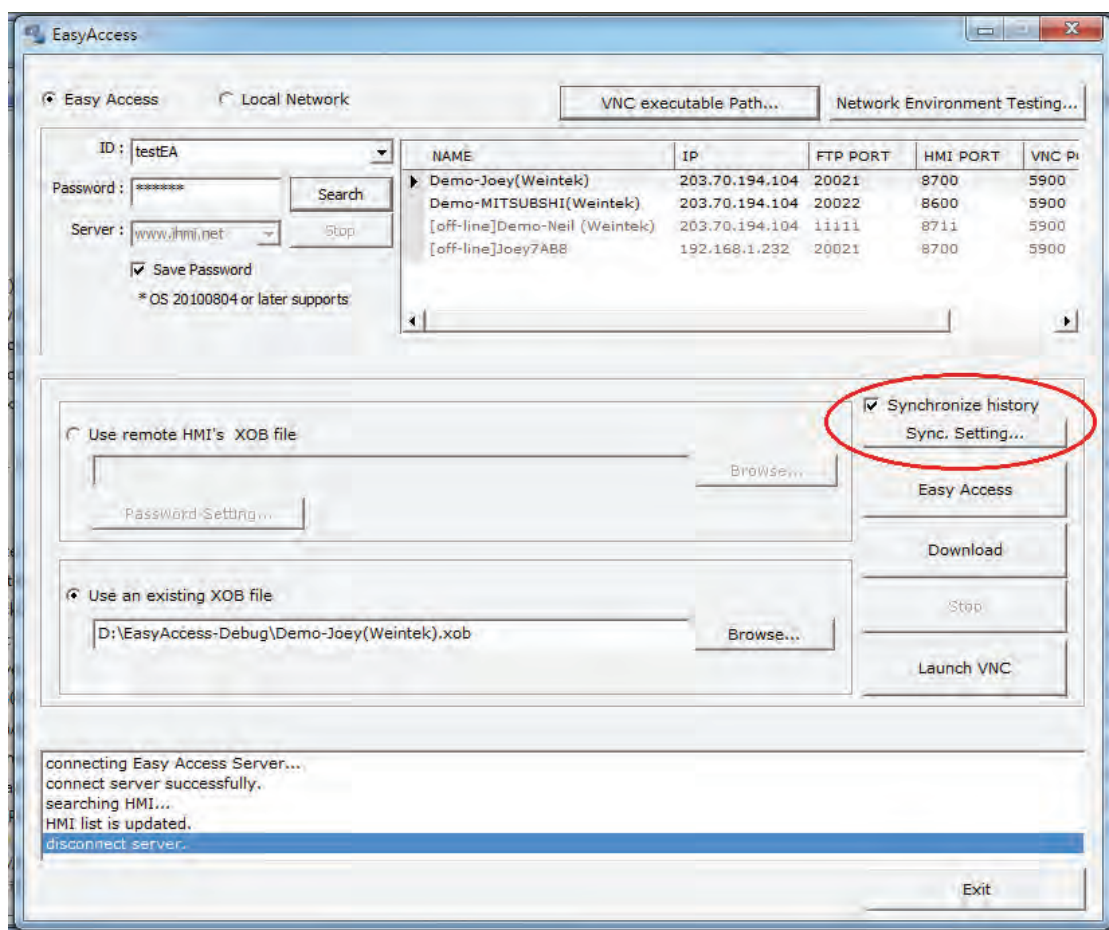 EasyAccess
Easy Access Local Network VNC executable Path... Network Environment Testing...
ID : testEA
Password : ****** Search
Server : www.ihmi.net Stop
Save Password
* OS 20100804 or later supports
NAME IP FTP PORT HMI PORT VNC P
Demo-Joey(Weintek) 203.70.194.104 20021 8700 5900
Demo-MITSUBSHI(Weintek) 203.70.194.104 20022 8600 5900
[off-line]Demo-Neil (Weintek) 203.70.194.104 11111 8711 5900
[off-line]Joey7AB8 192.168.1.232 20021 8700 5900
Use remote HMI's XOB file
Browse...
Password Setting...
Use an existing XOB file
D:\EasyAccess-Debug\Demo-Joey(Weintek).xob Browse...
Synchronize history
Sync. Setting...
Easy Access
Download
Stop
Launch VNC
connecting Easy Access Server...
connect server successfully.
searching HMI...
HMI list is updated.
disconnect server.
Exit